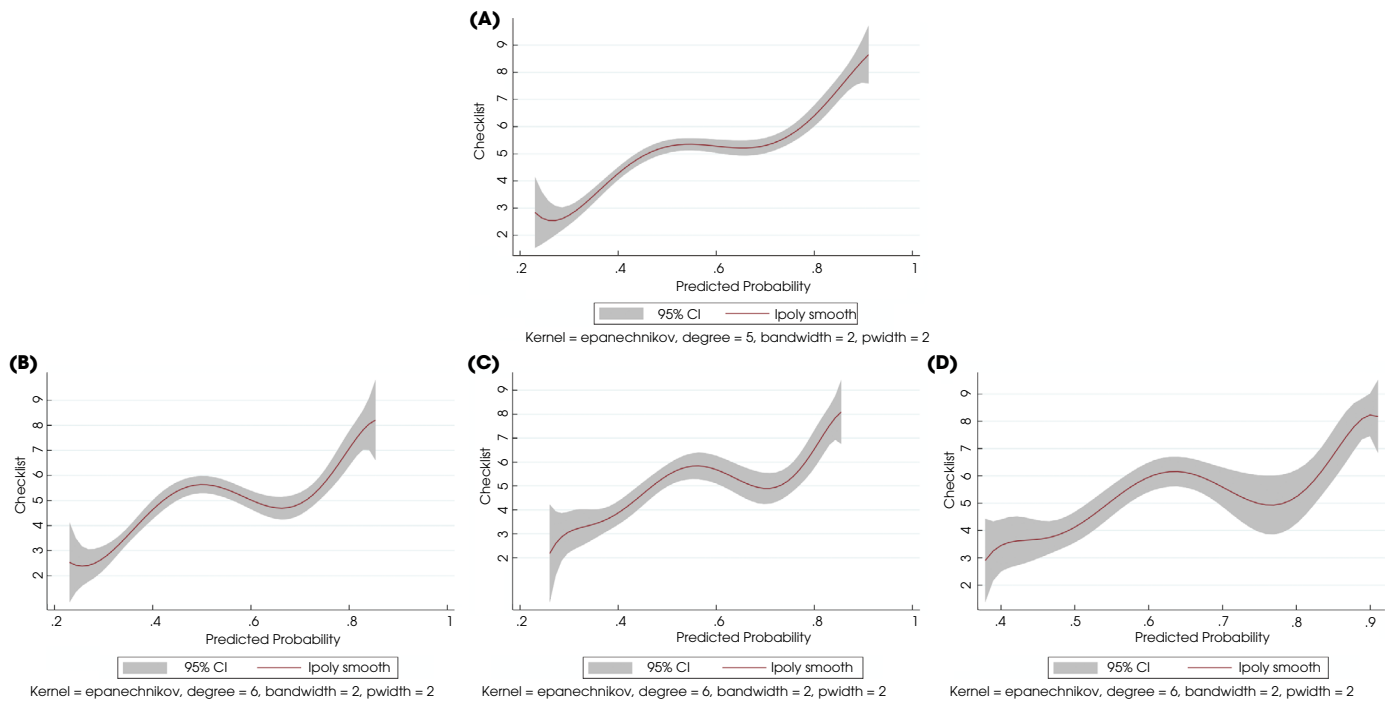 (A)
Checklist
9
8
7
6
5
4
3
2
.2 .4 .6 .8 1
Predicted Probability
95% CI lpoly smooth
Kernel = epanechnikov, degree = 5, bandwidth = 2, pwidth = 2
(B)
Checklist
9
8
7
6
5
4
3
2
.2 .4 .6 .8 1
Predicted Probability
95% CI lpoly smooth
Kernel = epanechnikov, degree = 6, bandwidth = 2, pwidth = 2
(C)
Checklist
9
8
7
6
5
4
3
2
.2 .4 .6 .8 1
Predicted Probability
95% CI lpoly smooth
Kernel = epanechnikov, degree = 6, bandwidth = 2, pwidth = 2
(D)
Checklist
9
8
7
6
5
4
3
2
.4 .5 .6 .7 .8 .9
Predicted Probability
95% CI lpoly smooth
Kernel = epanechnikov, degree = 6, bandwidth = 2, pwidth = 2